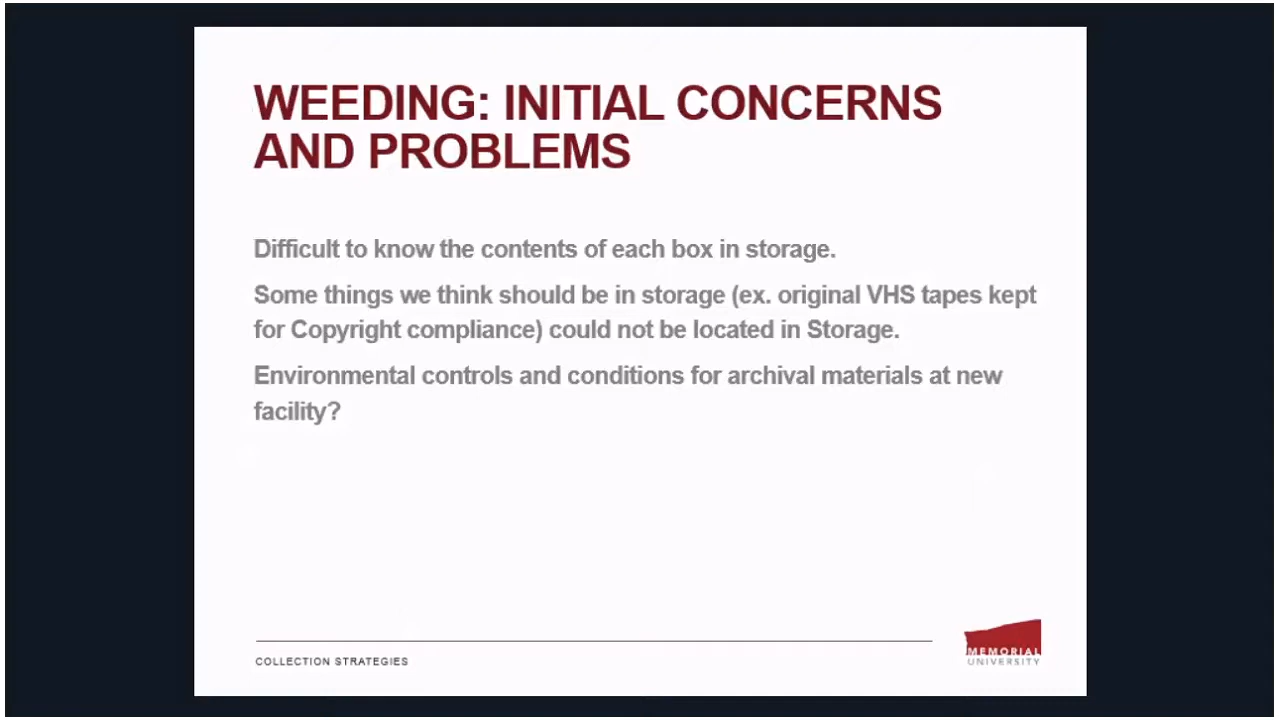 WEEDING: INITIAL CONCERNS
AND PROBLEMS
Difficult to know the contents of each box in storage.
Some things we think should be in storage (ex. original VHS tapes kept
for Copyright compliance) could not be located in Storage.
Environmental controls and conditions for archival materials at new
facility?
COLLECTION STRATEGIES
MEMORIAL
UNIVERSITY